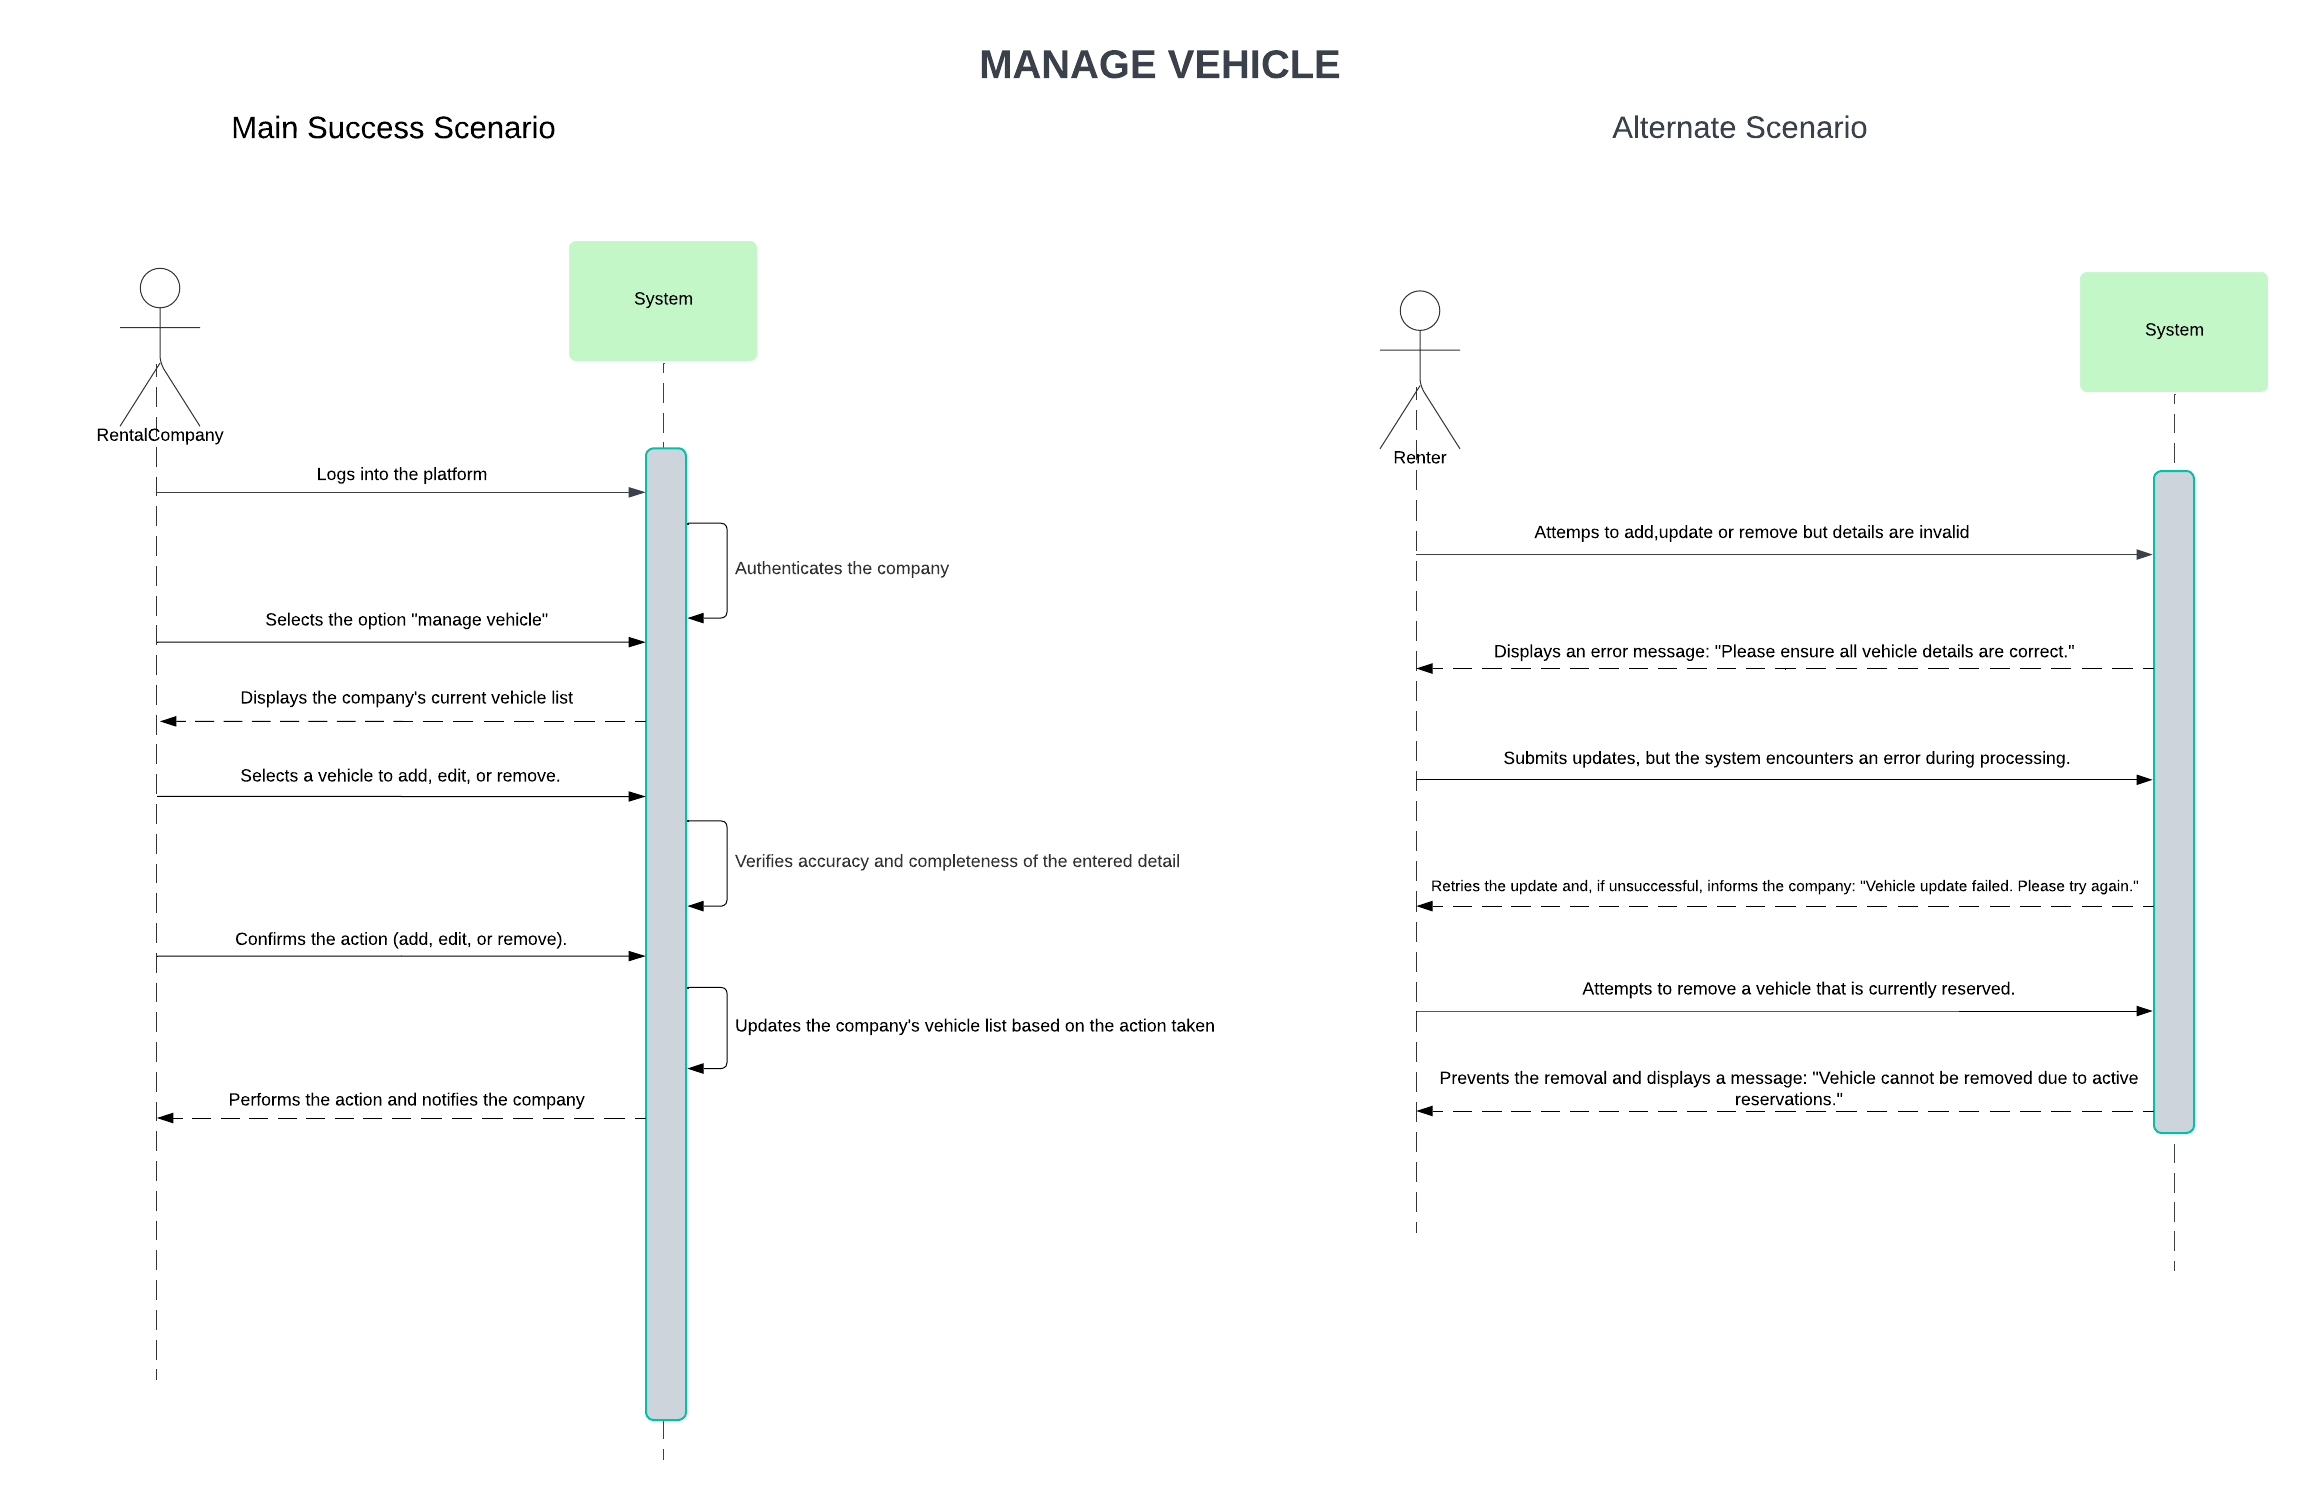 MANAGE VEHICLE
Main Success Scenario
System
RentalCompany
Logs into the platform
Authenticates the company
Selects the option "manage vehicle"
Displays the company's current vehicle list
Selects a vehicle to add, edit, or remove.
Verifies accuracy and completeness of the entered detail
Confirms the action (add, edit, or remove).
Updates the company's vehicle list based on the action taken
Performs the action and notifies the company
Alternate Scenario
System
Renter
Attemps to add,update or remove but details are invalid
Displays an error message: "Please ensure all vehicle details are correct."
Submits updates, but the system encounters an error during processing.
Retries the update and, if unsuccessful, informs the company: "Vehicle update failed. Please try again."
Attempts to remove a vehicle that is currently reserved.
Prevents the removal and displays a message: "Vehicle cannot be removed due to active
reservations."